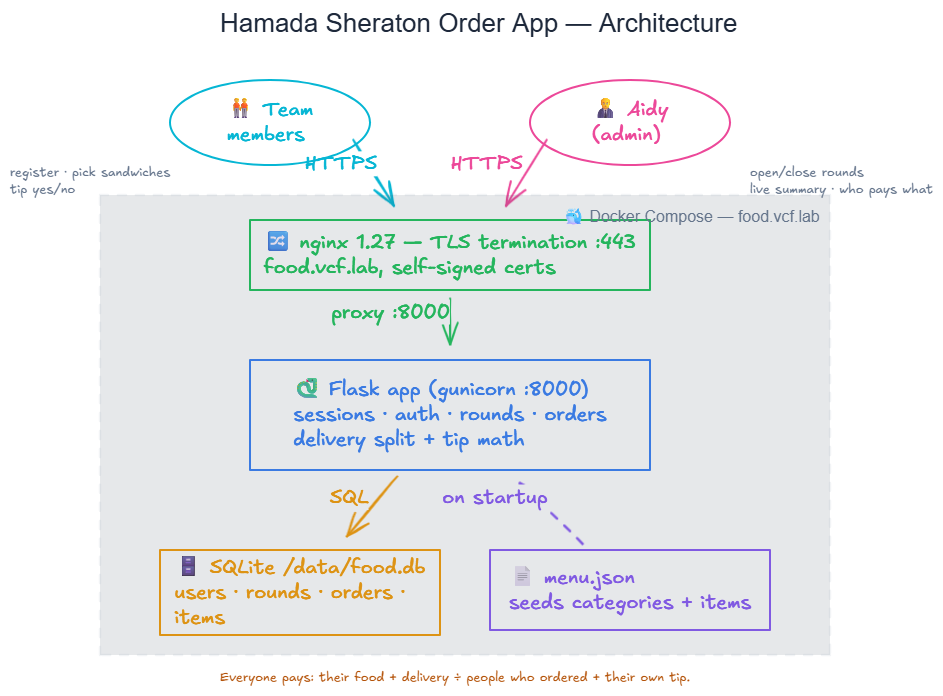 Hamada Sheraton Order App — Architecture
Team
members
Aidy
(admin)
HTTPS
HTTPS
register · pick sandwiches
tip yes/no
open/close rounds
live summary · who pays what
Docker Compose — food.vcf.lab
nginx 1.27 — TLS termination :443
food.vcf.lab, self-signed certs
proxy :8000
Flask app (gunicorn :8000)
sessions · auth · rounds · orders
delivery split + tip math
SQL
on startup
SQLite /data/food.db
users · rounds · orders ·
items
menu.json
seeds categories + items
Everyone pays: their food + delivery ÷ people who ordered + their own tip.